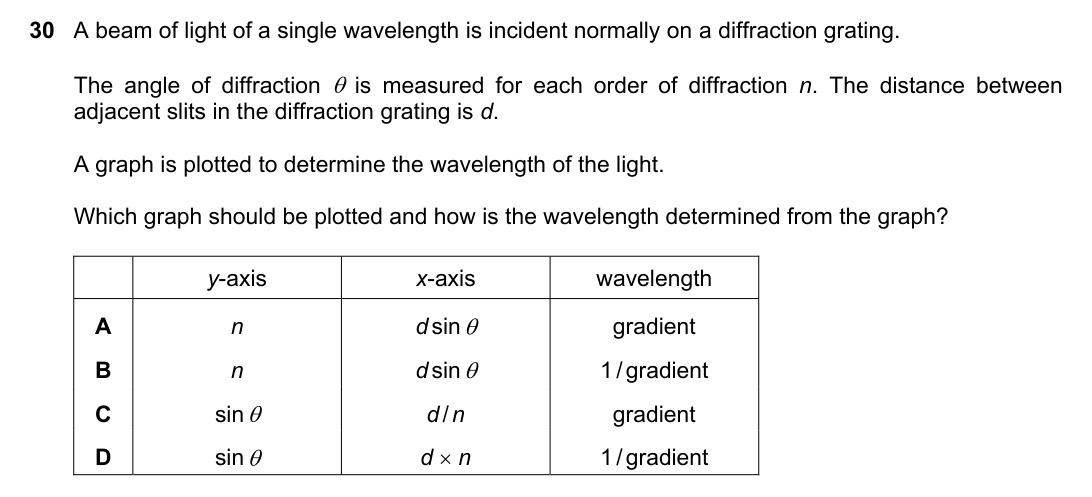 30 A beam of light of a single wavelength is incident normally on a diffraction grating.
The angle of diffraction θ is measured for each order of diffraction n. The distance between
adjacent slits in the diffraction grating is d.
A graph is plotted to determine the wavelength of the light.
Which graph should be plotted and how is the wavelength determined from the graph?
y-axis x-axis wavelength
A n d sin θ gradient
B n d sin θ 1/gradient
C sin θ d/n gradient
D sin θ d × n 1/gradient